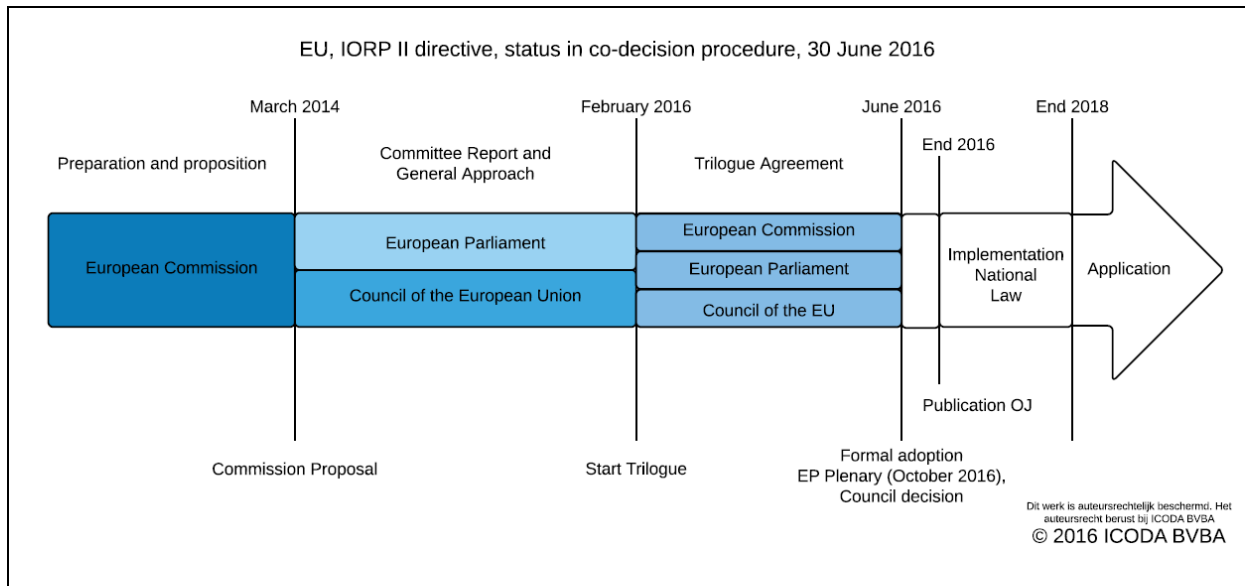 EU, IORP II directive, status in co-decision procedure, 30 June 2016
March 2014
February 2016
June 2016
End 2018
End 2016
Preparation and proposition
Committee Report and
General Approach
Trilogue Agreement
European Commission
European Parliament
Council of the European Union
European Commission
European Parliament
Council of the EU
Implementation
National
Law
Application
Publication OJ
Commission Proposal
Start Trilogue
Formal adoption
EP Plenary (October 2016),
Council decision
Dit werk is auteursrechtelijk beschermd. Het
auteursrecht berust bij ICODA BVBA
© 2016 ICODA BVBA